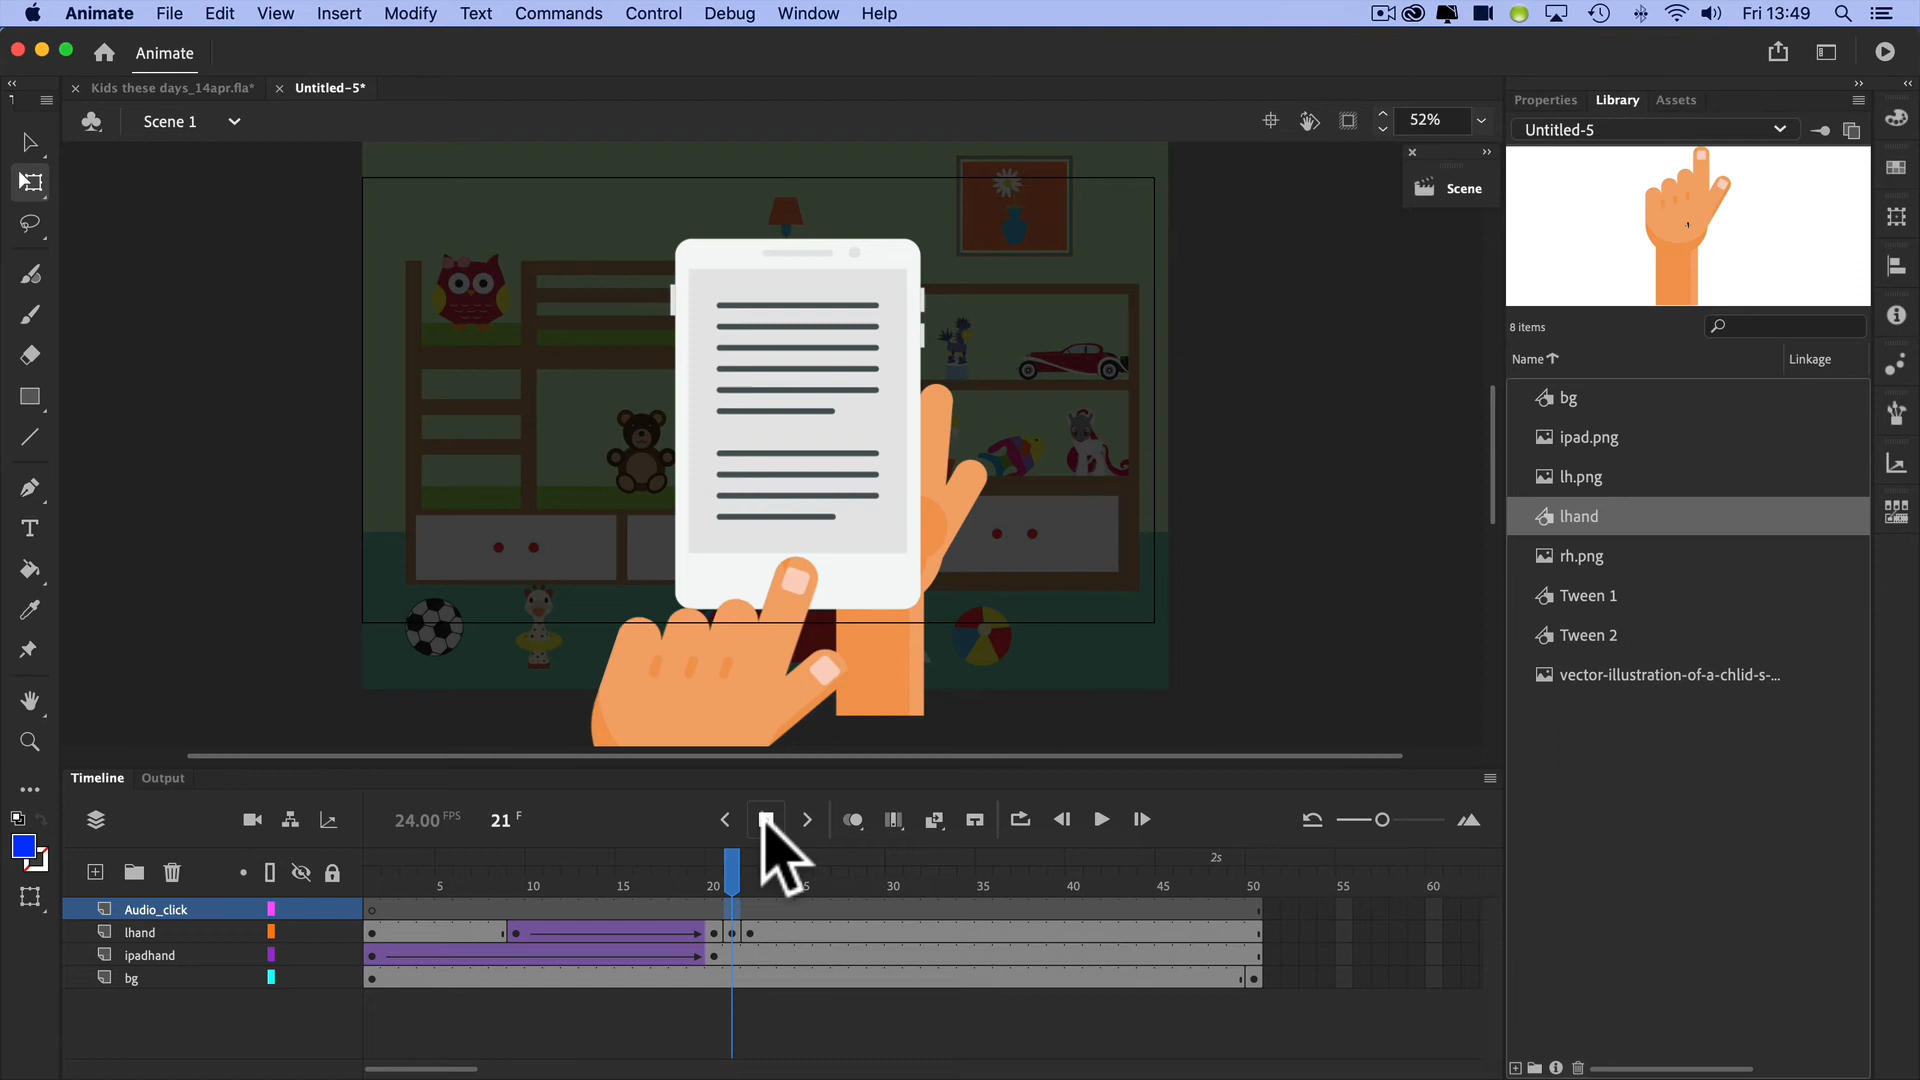 Animate File Edit View Insert Modify Text Commands Control Debug Window Help Fri 13:49
Animate
Kids these days_14apr.fla* Untitled-5*
Scene 1 52%
Scene
Properties Library Assets
Untitled-5
8 items
Name Linkage
bg
ipad.png
lh.png
lhand
rh.png
Tween 1
Tween 2
vector-illustration-of-a-chlid-s-...
Timeline Output
24.00 FPS 21 F
2s
5 10 15 20 30 35 40 45 50 55 60
Audio_click
lhand
ipadhand
bg